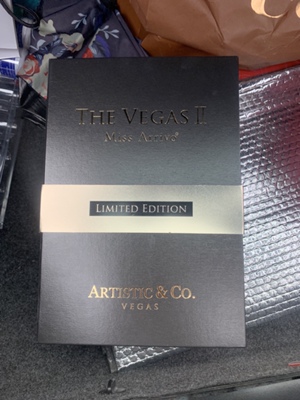 THE VEGAS II
LIMITED EDITION
ARTISTIC & CO.
VEGAS